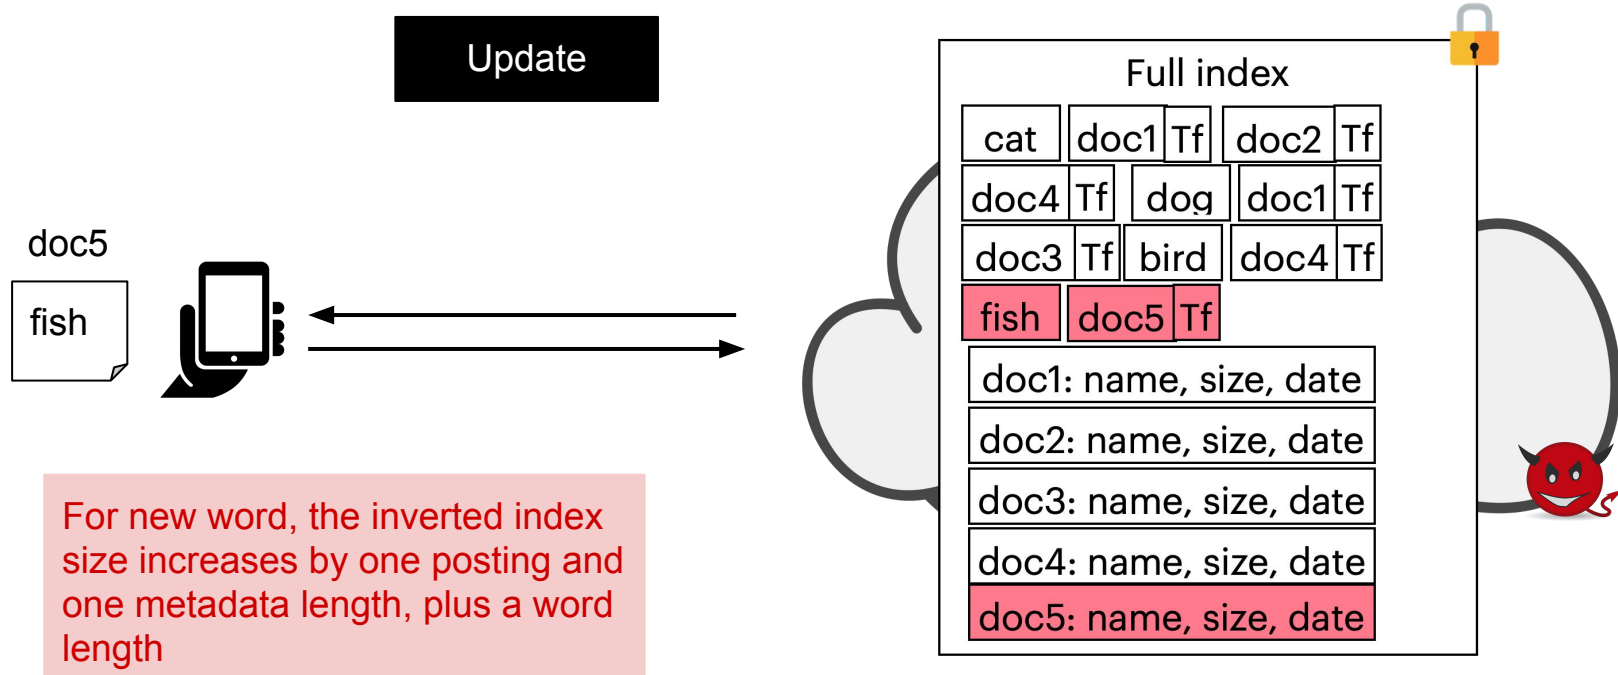 Update
doc5
fish
For new word, the inverted index
size increases by one posting and
one metadata length, plus a word
length
Full index
cat doc1 Tf doc2 Tf
doc4 Tf dog doc1 Tf
doc3 Tf bird doc4 Tf
fish doc5 Tf
doc1: name, size, date
doc2: name, size, date
doc3: name, size, date
doc4: name, size, date
doc5: name, size, date